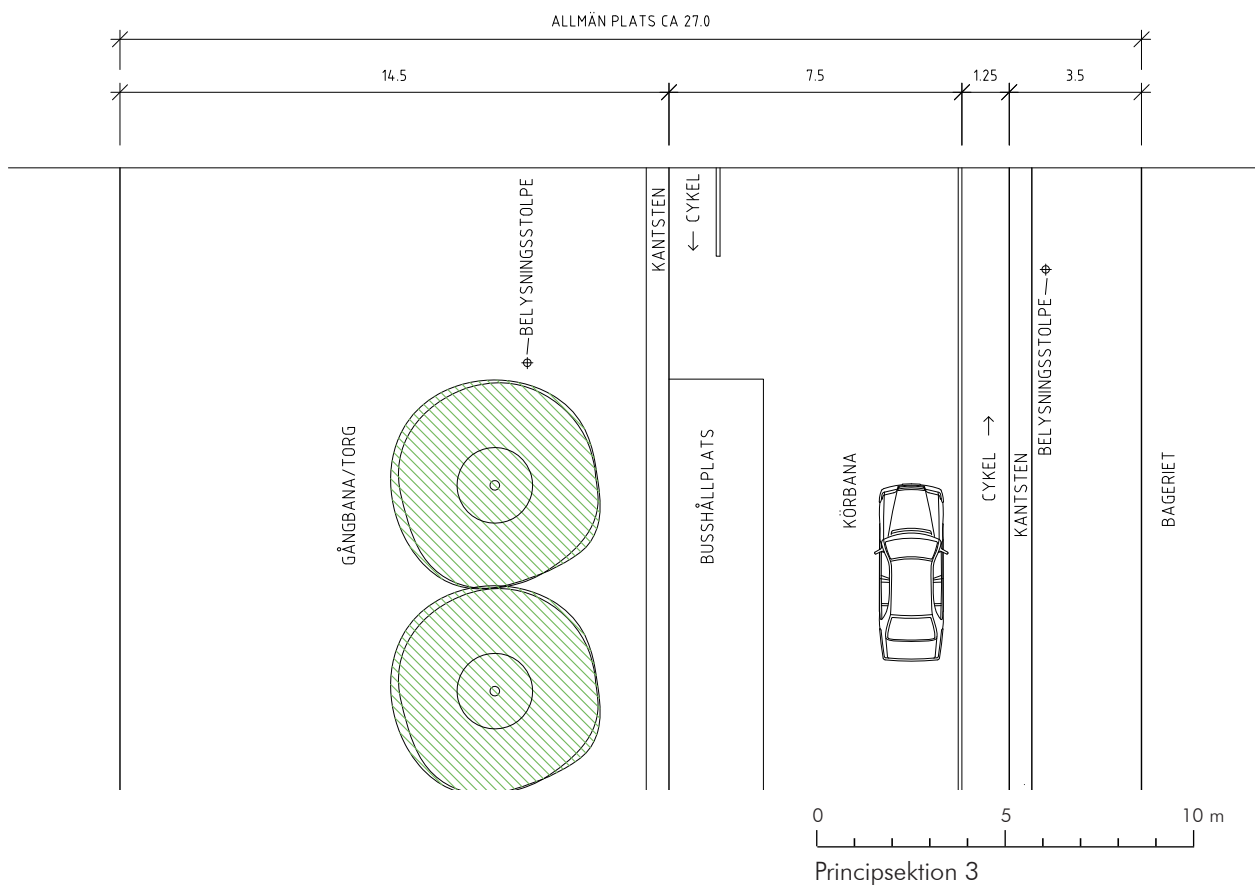 ALLMÄN PLATS CA 27.0
14.5
7.5
1.25
3.5
BELYSNINGSSTOLPE
KANTSTEN
← CYKEL
BELYSNINGSSTOLPE
GÅNGBANA/TORG
BUSSHÅLLPLATS
KÖRBANA
CYKEL →
KANTSTEN
BAGERIET
0 5 10 m
Principsektion 3